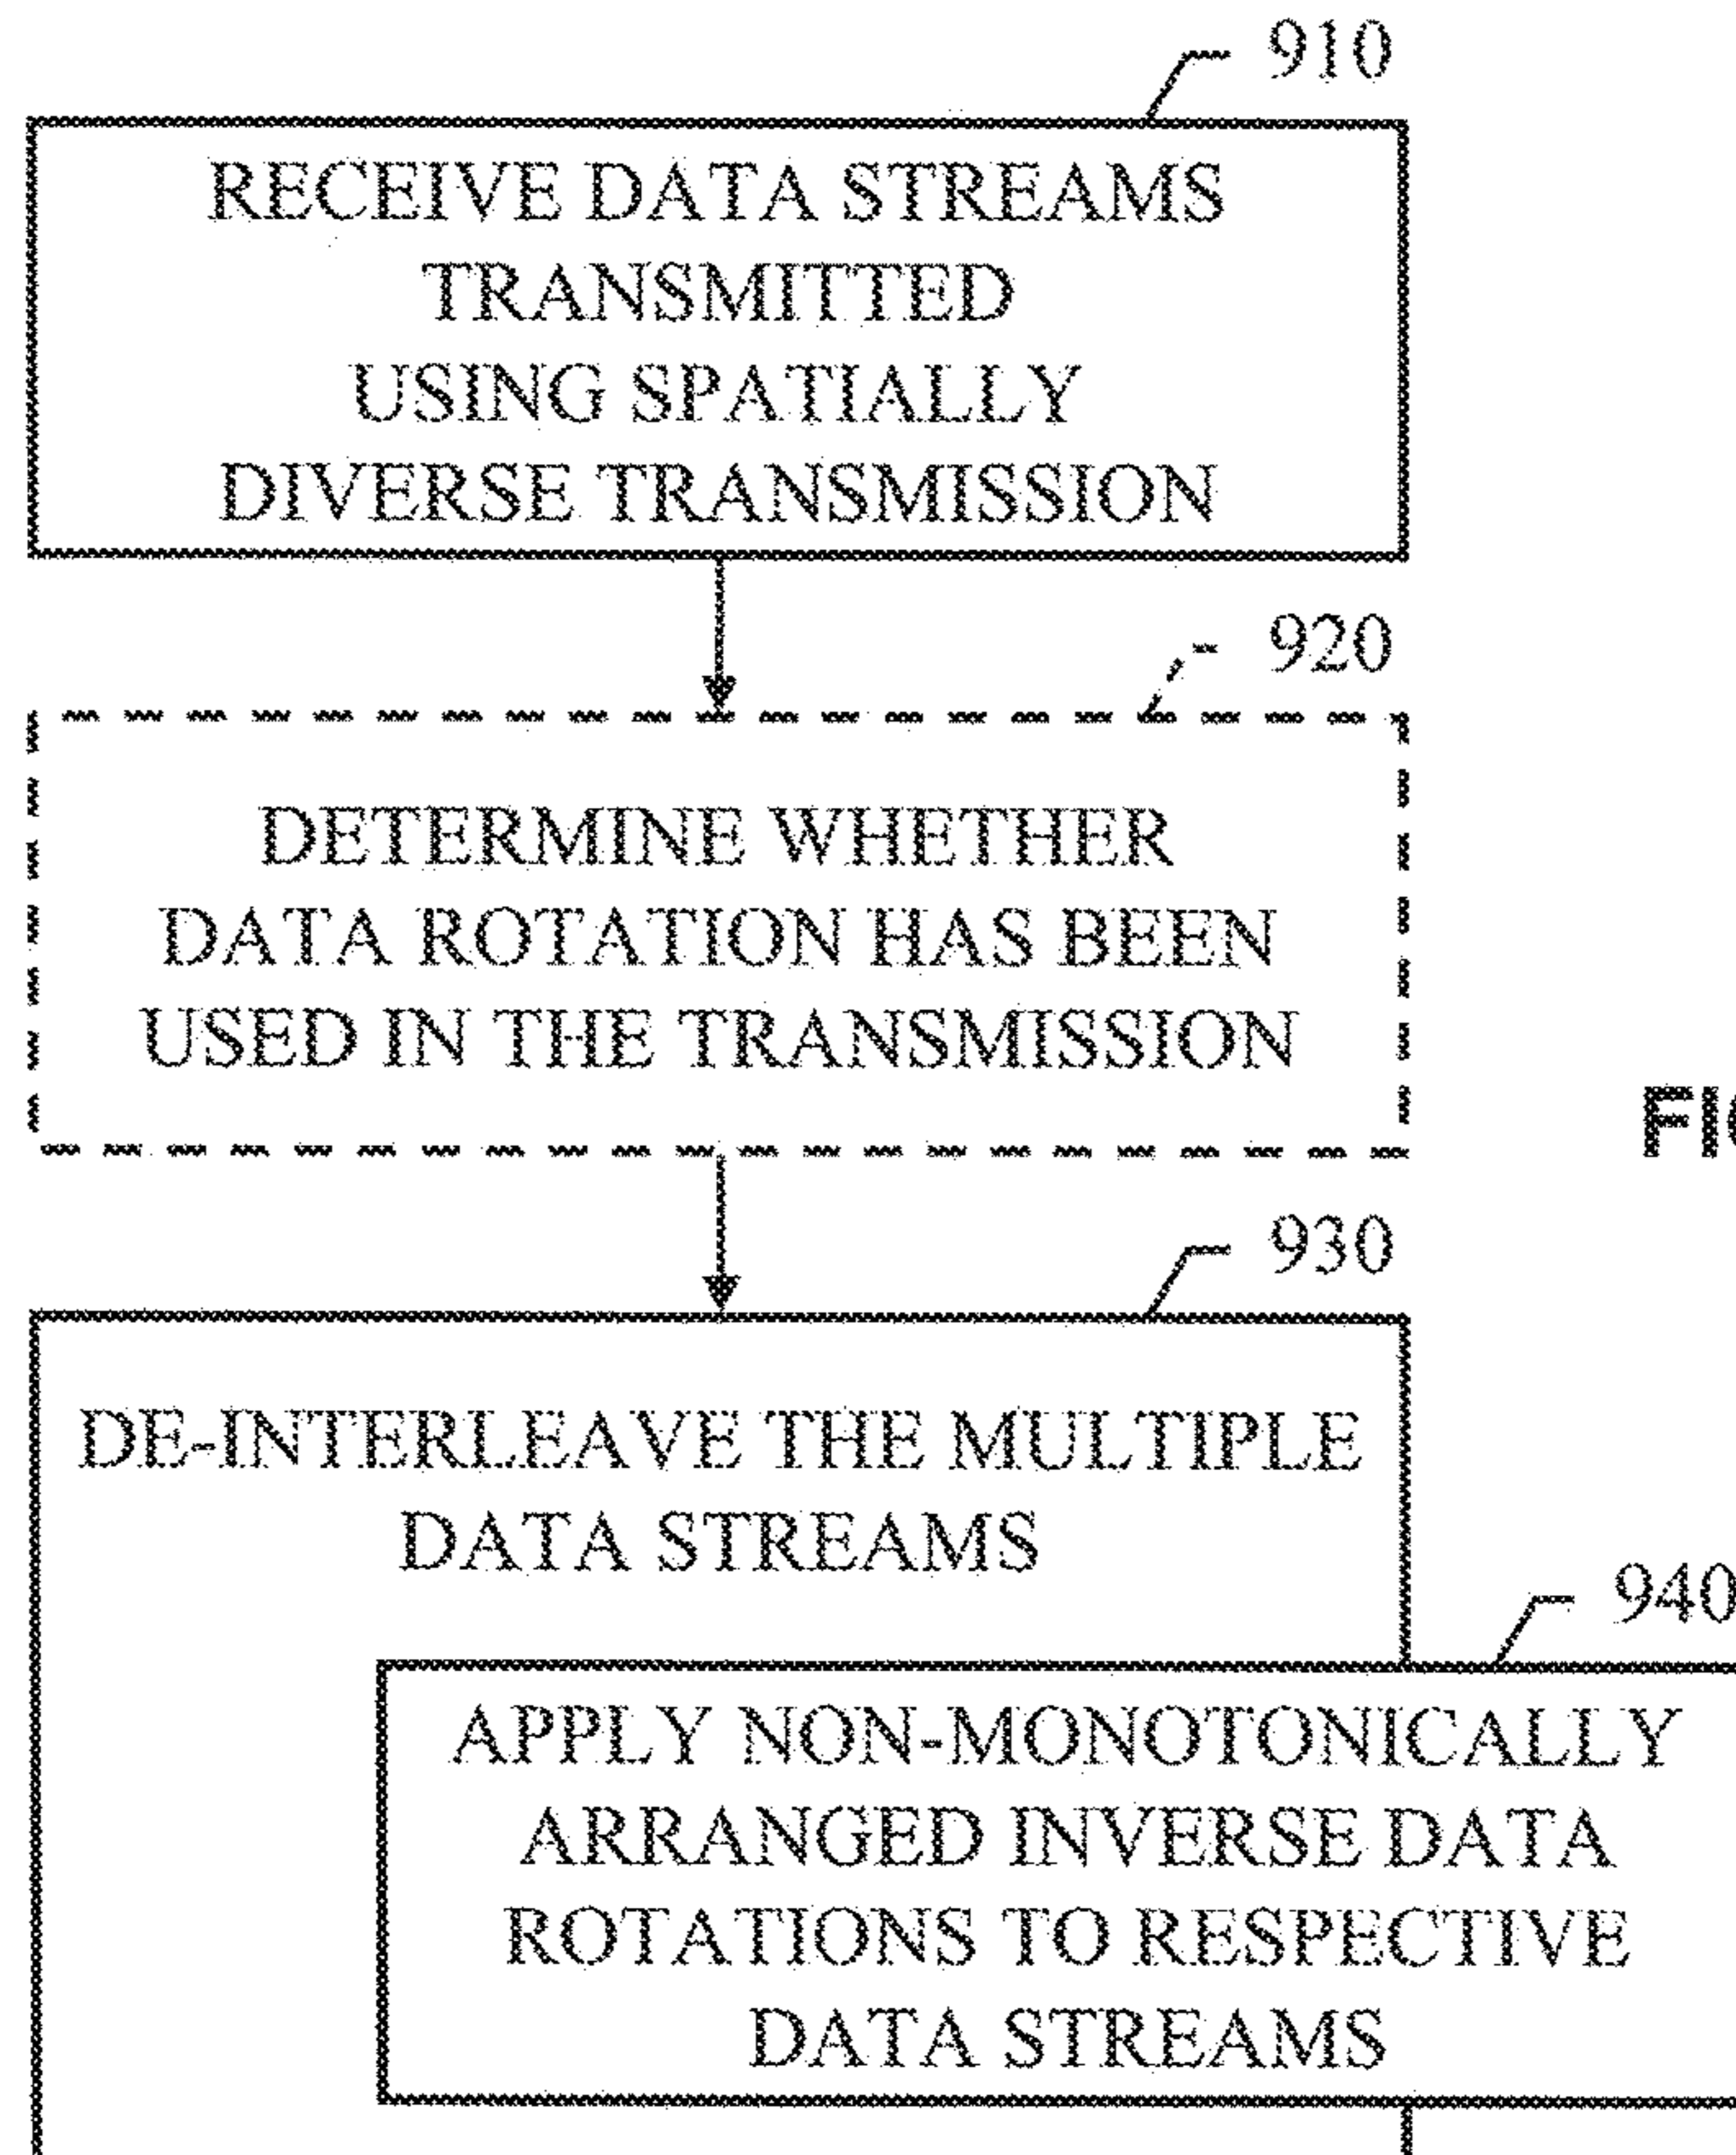 910
RECEIVE DATA STREAMS
TRANSMITTED
USING SPATIALLY
DIVERSE TRANSMISSION
920
DETERMINE WHETHER
DATA ROTATION HAS BEEN
USED IN THE TRANSMISSION
930
DE-INTERLEAVE THE MULTIPLE
DATA STREAMS
940
APPLY NON-MONOTONICALLY
ARRANGED INVERSE DATA
ROTATIONS TO RESPECTIVE
DATA STREAMS